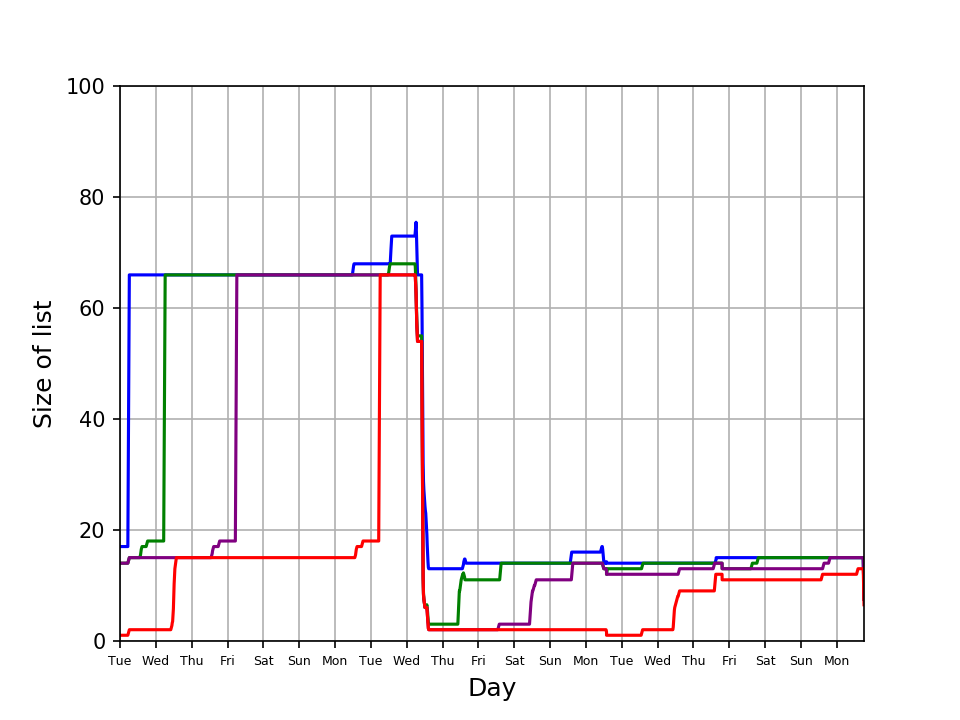 100
80
60
40
20
0
Size of list
Tue Wed Thu Fri Sat Sun Mon Tue Wed Thu Fri Sat Sun Mon Tue Wed Thu Fri Sat Sun Mon
Day